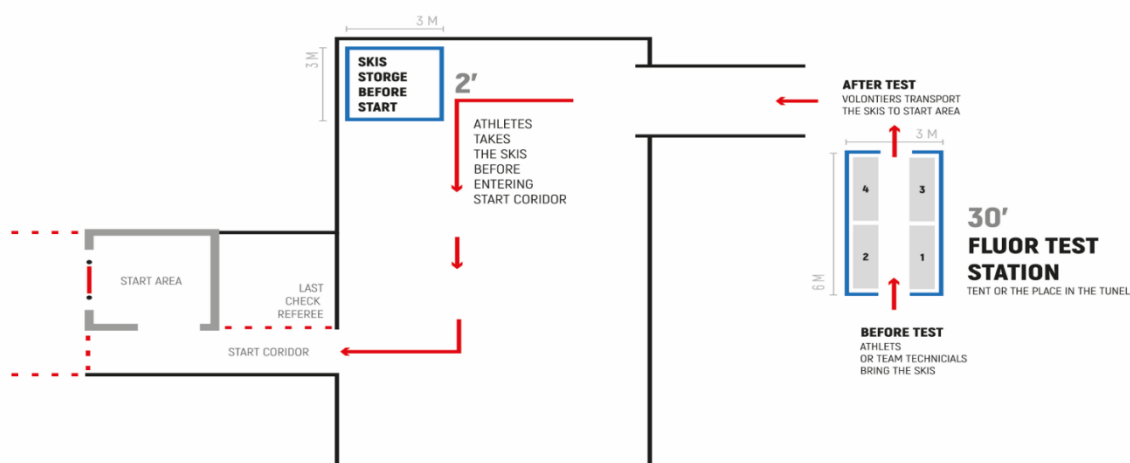 3 M
3 M
SKIS
STORGE
BEFORE
START
2'
ATHLETES
TAKES
THE SKIS
BEFORE
ENTERING
START CORIDOR
AFTER TEST
VOLONTIERS TRANSPORT
THE SKIS TO START AREA
3 M
6 M
4
3
2
1
30'
FLUOR TEST
STATION
TENT OR THE PLACE IN THE TUNEL
BEFORE TEST
ATHLETS
OR TEAM TECHNICIALS
BRING THE SKIS
START AREA
LAST
CHECK
REFEREE
START CORIDOR